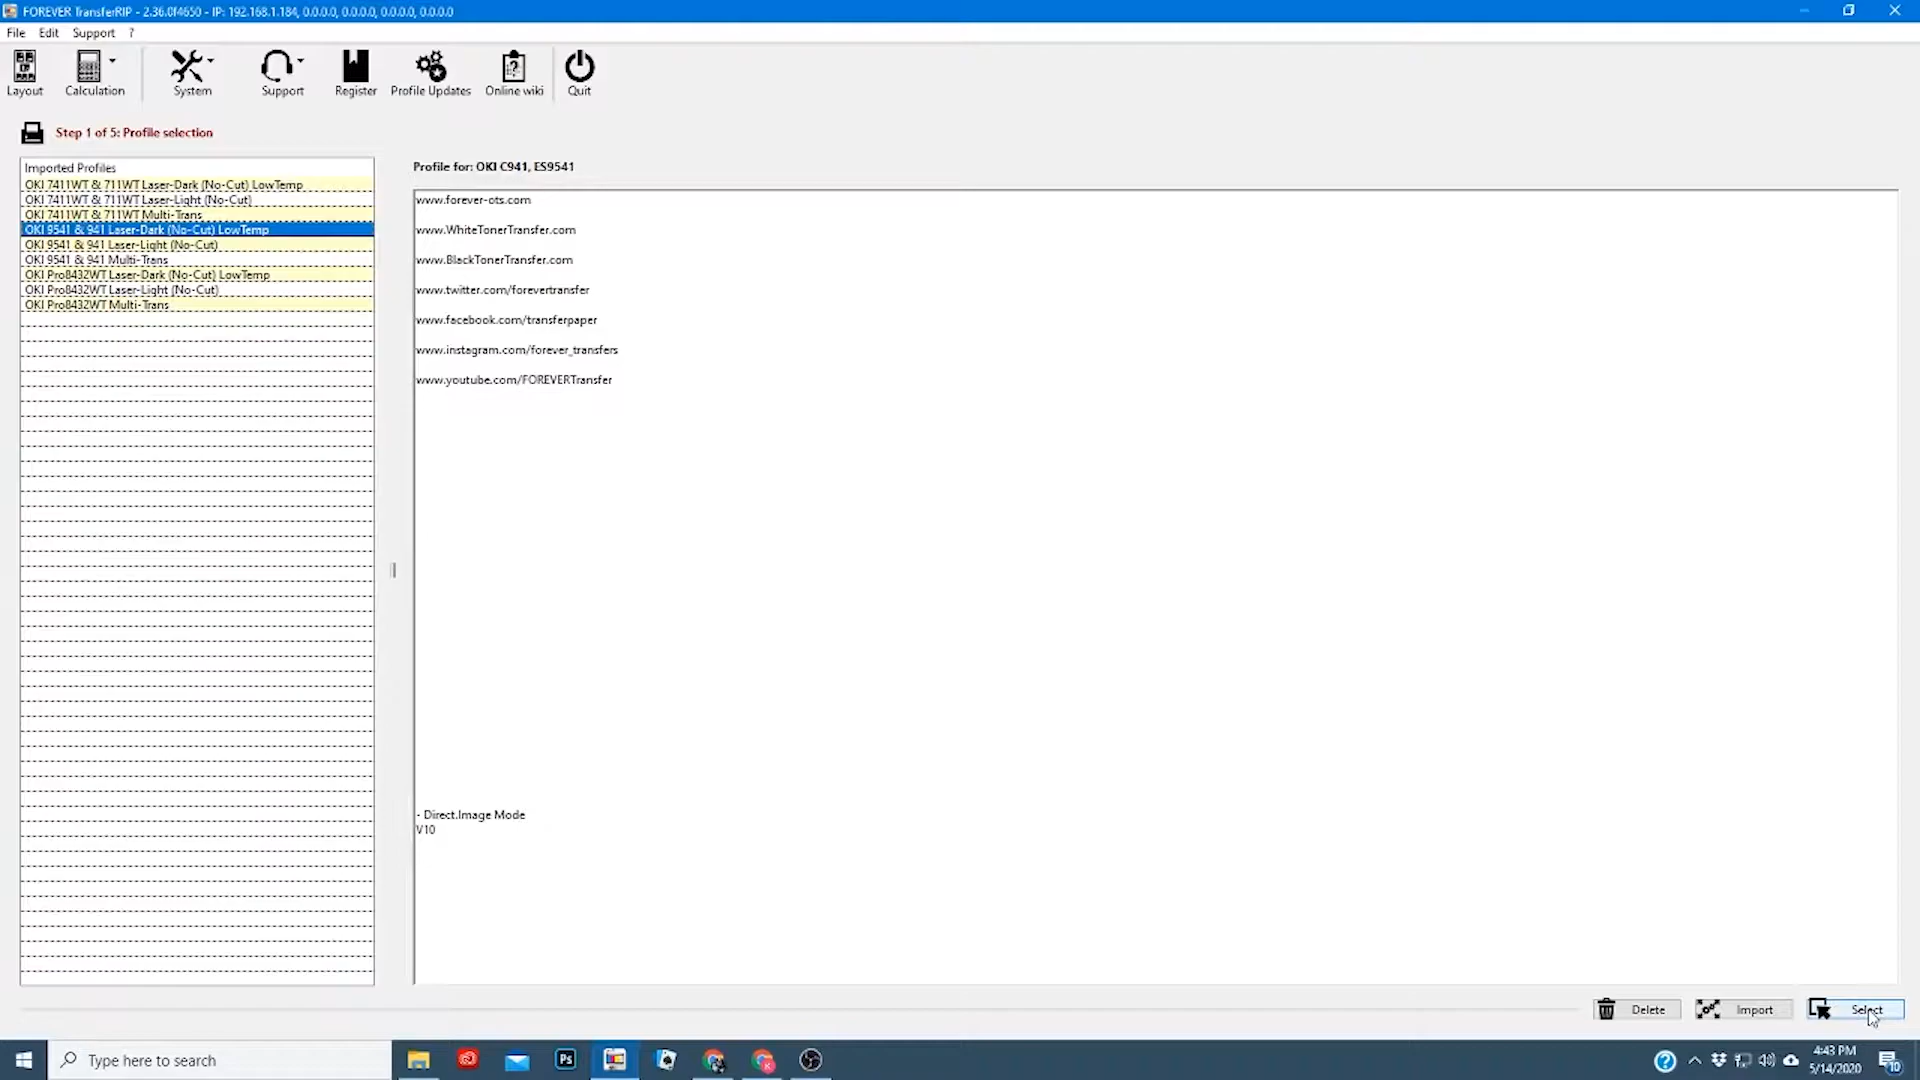 FOREVER TransferRIP - 2.36.0f4650 - IP: 192.168.1.184, 0.0.0.0, 0.0.0.0, 0.0.0.0, 0.0.0.0
File Edit Support ?
Layout Calculation System Support Register Profile Updates Online wiki Quit
Step 1 of 5: Profile selection
Imported Profiles
OKI 7411WT & 711WT Laser-Dark (No-Cut) LowTemp
OKI 7411WT & 711WT Laser-Light (No-Cut)
OKI 7411WT & 711WT Multi-Trans
OKI 9541 & 941 Laser-Dark (No-Cut) LowTemp
OKI 9541 & 941 Laser-Light (No-Cut)
OKI 9541 & 941 Multi-Trans
OKI Pro8432WT Laser-Dark (No-Cut) LowTemp
OKI Pro8432WT Laser-Light (No-Cut)
OKI Pro8432WT Multi-Trans
Profile for: OKI C941, ES9541
www.forever-ots.com
www.WhiteTonerTransfer.com
www.BlackTonerTransfer.com
www.twitter.com/forevertransfer
www.facebook.com/transferpaper
www.instagram.com/forever_transfers
www.youtube.com/FOREVERTransfer
- Direct.Image Mode
V10
Delete Import Select
Type here to search
Ps
4:43 PM
5/14/2020
10